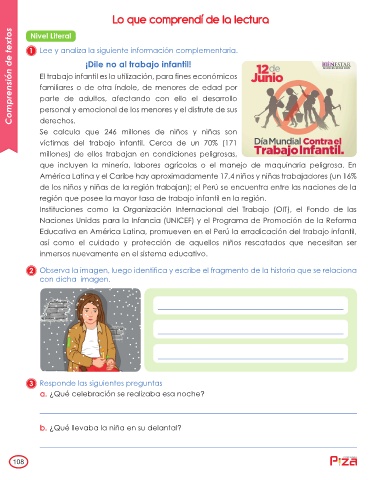 Lo que comprendí de la lectura
Comprensión de textos
Nivel Literal
1 Lee y analiza la siguiente información complementaria.
¡Dile no al trabajo infantil!
El trabajo infantil es la utilización, para fines económicos
familiares o de otra índole, de menores de edad por
parte de adultos, afectando con ello el desarrollo
personal y emocional de los menores y el disfrute de sus
derechos.
Se calcula que 246 millones de niños y niñas son
víctimas del trabajo infantil. Cerca de un 70% (171
millones) de ellos trabajan en condiciones peligrosas,
que incluyen la minería, labores agrícolas o el manejo de maquinaria peligrosa. En
América Latina y el Caribe hay aproximadamente 17.4 niños y niñas trabajadores (un 16%
de los niños y niñas de la región trabajan); el Perú se encuentra entre las naciones de la
región que posee la mayor tasa de trabajo infantil en la región.
Instituciones como la Organización Internacional del Trabajo (OIT), el Fondo de las
Naciones Unidas para la Infancia (UNICEF) y el Programa de Promoción de la Reforma
Educativa en América Latina, promueven en el Perú la erradicación del trabajo infantil,
así como el cuidado y protección de aquellos niños rescatados que necesitan ser
inmersos nuevamente en el sistema educativo.
12de
Junio
BIENESTAR
Día Mundial Contra el
Trabajo Infantil.
2 Observa la imagen, luego identifica y escribe el fragmento de la historia que se relaciona
con dicha imagen.
3 Responde las siguientes preguntas
a. ¿Qué celebración se realizaba esa noche?
b. ¿Qué llevaba la niña en su delantal?
108
Piza